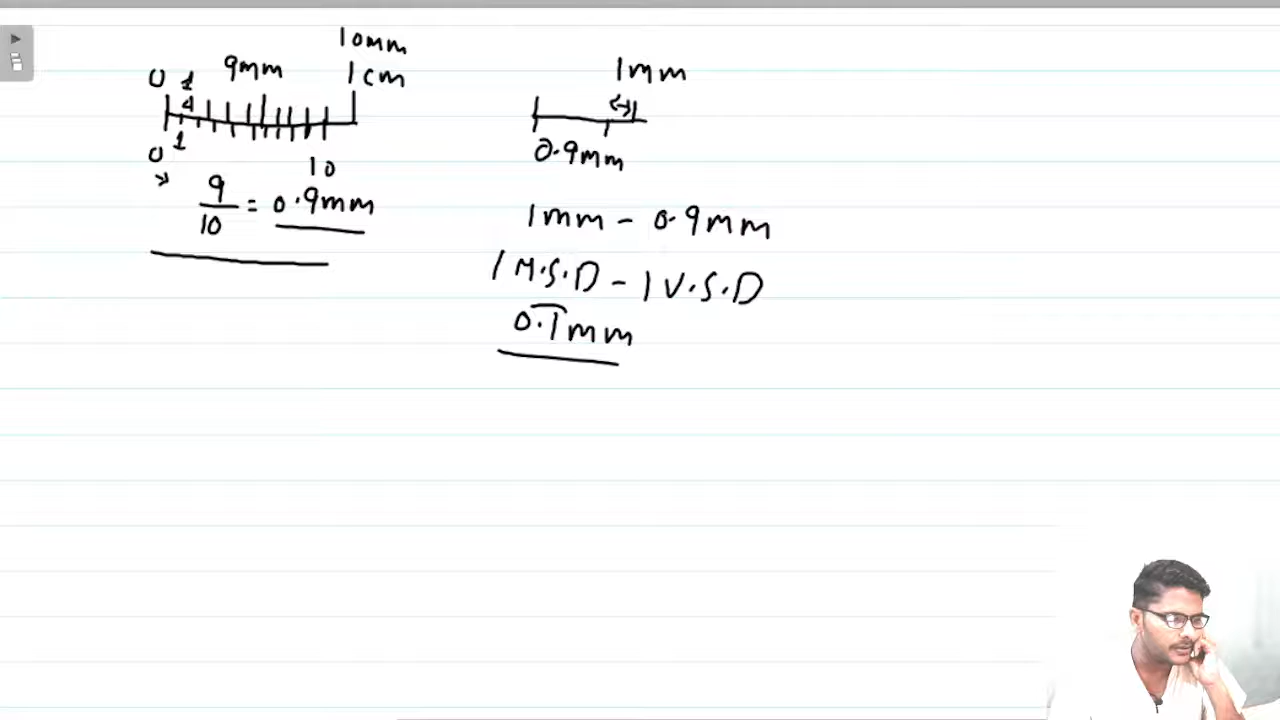 10mm
9mm
1cm
0 1
0 1
10
9/10 = 0.9mm
1mm
0.9mm
1mm - 0.9mm
1 M.S.D - 1 V.S.D
0.1mm